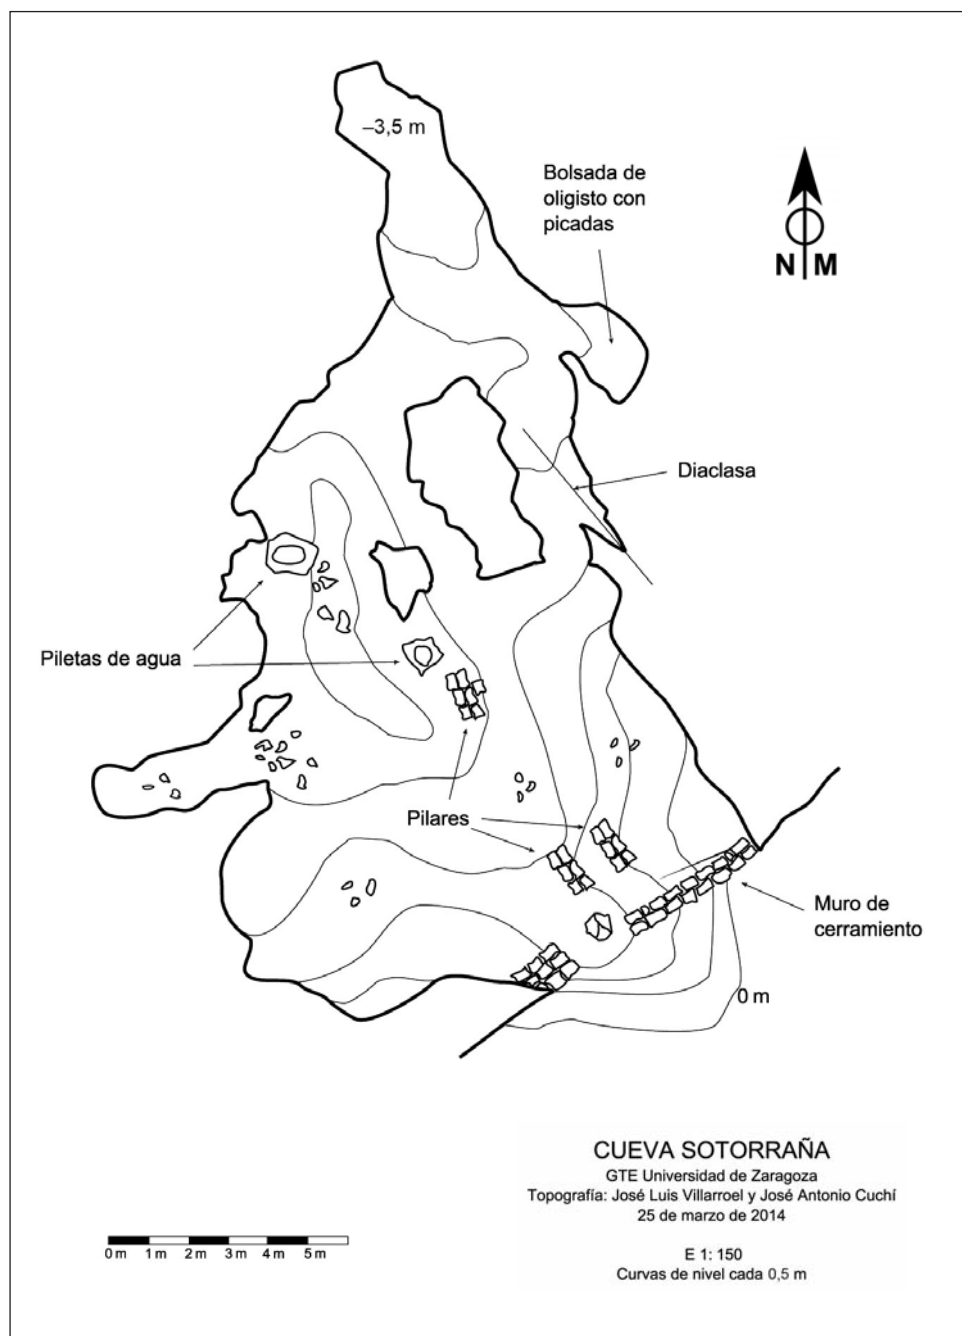 –3,5 m
Bolsada de
oligisto con
picadas
N M
Diaclasa
Piletas de agua
Pilares
Muro de
cerramiento
0 m
CUEVA SOTORRAÑA
GTE Universidad de Zaragoza
Topografía: José Luis Villarroel y José Antonio Cuchí
25 de marzo de 2014
E 1: 150
Curvas de nivel cada 0,5 m
0 m 1 m 2 m 3 m 4 m 5 m